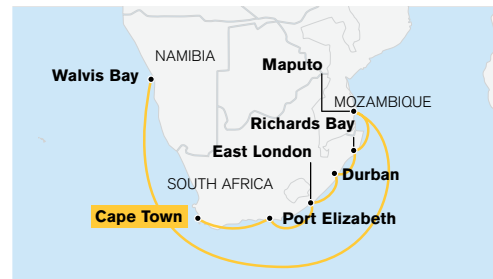 NAMIBIA
Maputo
Walvis Bay
MOZAMBIQUE
Richards Bay
East London
Durban
SOUTH AFRICA
Cape Town
Port Elizabeth